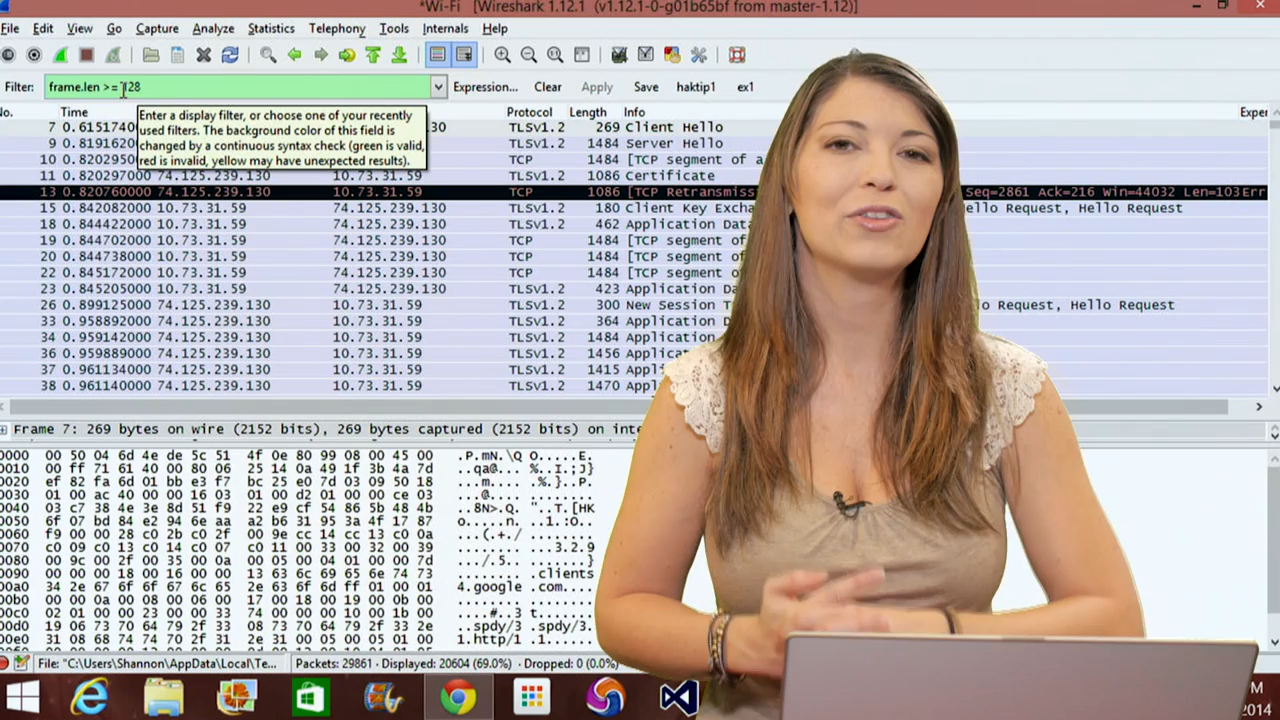 *Wi-Fi [Wireshark 1.12.1 (v1.12.1-0-g01b65bf from master-1.12)]
File Edit View Go Capture Analyze Statistics Telephony Tools Internals Help
Filter: frame.len >= 128 Expression... Clear Apply Save haktip1 ex1
No. Time Protocol Length Info Exper
Enter a display filter, or choose one of your recently
used filters. The background color of this field is
changed by a continuous syntax check (green is valid,
red is invalid, yellow may have unexpected results).
7 0.6151740 30 TLSv1.2 269 Client Hello
9 0.8191620 TLSv1.2 1484 Server Hello
10 0.8202950 TCP 1484 [TCP segment of a
11 0.820297000 74.125.239.130 10.73.31.59 TLSv1.2 1086 Certificate
13 0.820760000 74.125.239.130 10.73.31.59 TCP 1086 [TCP Retransmiss Seq=2861 Ack=216 Win=44032 Len=103Err
15 0.842082000 10.73.31.59 74.125.239.130 TLSv1.2 180 Client Key Excha ello Request, Hello Request
18 0.844422000 10.73.31.59 74.125.239.130 TLSv1.2 462 Application Data
19 0.844702000 10.73.31.59 74.125.239.130 TCP 1484 [TCP segment of
20 0.844738000 10.73.31.59 74.125.239.130 TCP 1484 [TCP segment of
22 0.845172000 10.73.31.59 74.125.239.130 TCP 1484 [TCP segment of
23 0.845205000 10.73.31.59 74.125.239.130 TLSv1.2 423 Application Da
26 0.899125000 74.125.239.130 10.73.31.59 TLSv1.2 300 New Session T lo Request, Hello Request
33 0.958892000 74.125.239.130 10.73.31.59 TLSv1.2 364 Application D
34 0.959142000 74.125.239.130 10.73.31.59 TLSv1.2 1484 Application
36 0.959889000 74.125.239.130 10.73.31.59 TLSv1.2 1456 Applicatio
37 0.961134000 74.125.239.130 10.73.31.59 TLSv1.2 1415 Applicatio
38 0.961140000 74.125.239.130 10.73.31.59 TLSv1.2 1470 Appli
Frame 7: 269 bytes on wire (2152 bits), 269 bytes captured (2152 bits) on int
0000 00 50 04 6d 4e de 5c 51 4f 0e 80 99 08 00 45 00 .P.mN.\Q O.....E.
0010 00 ff 71 61 40 00 80 06 25 14 0a 49 1f 3b 4a 7d ..qa@... %..I.;J}
0020 ef 82 fa 6d 01 bb e3 f7 bc 25 e0 7d 03 09 50 18 ...m.... .%.}..P.
0030 01 00 ac 40 00 00 16 03 01 00 d2 01 00 00 ce 03 ...@.... ........
0040 03 c7 38 4e 3e 8d 51 f9 22 e9 cf 54 86 5b 48 4b ..8N>.Q. "..T.[HK
0050 6f 07 bd 84 e2 94 6e aa a2 b6 31 95 3a 4f 17 87 o.....n. ..1.:O..
0060 f9 00 00 28 c0 2b c0 2f 00 9e cc 14 cc 13 c0 0a ...(.+./ ........
0070 c0 09 c0 13 c0 14 c0 07 c0 11 00 33 00 32 00 39 ........ ...3.2.9
0080 00 9c 00 2f 00 35 00 0a 00 05 00 04 01 00 00 7d .../.5.. .......}
0090 00 00 00 18 00 16 00 00 13 63 6c 69 65 6e 74 73 ........ .clients
00a0 34 2e 67 6f 6f 67 6c 65 2e 63 6f 6d ff 01 00 01 4.google .com....
00b0 00 00 0a 00 08 00 06 00 17 00 18 00 19 00 0b 00
00c0 02 01 00 00 23 00 00 33 74 00 00 00 10 00 1b 00 ....#..3 t.......
00d0 19 06 73 70 64 79 2f 33 08 73 70 64 79 2f 33 2e ..spdy/3 .spdy/3.
00e0 31 08 68 74 74 70 2f 31 2e 31 00 05 00 05 01 00 1.http/1 .1......
File: "C:\Users\Shannon\AppData\Local\Te... Packets: 29861 · Displayed: 20604 (69.0%) · Dropped: 0 (0.0%)
M
2014